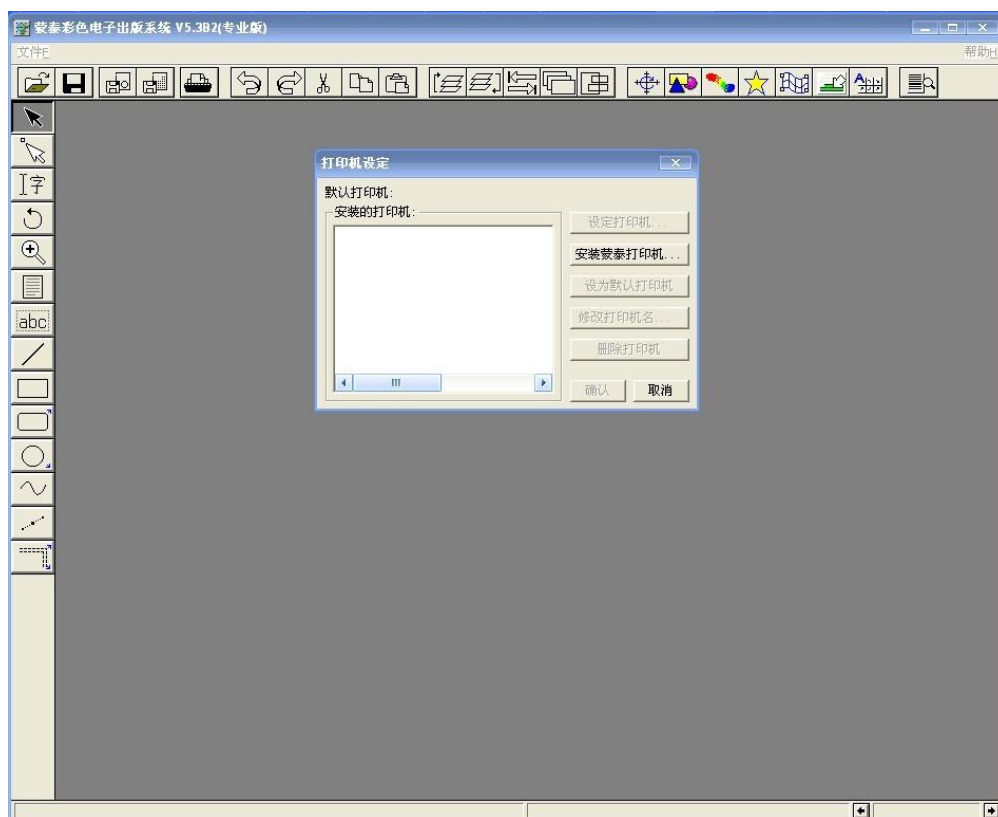 蒙泰彩色电子出版系统 V5.3B2(专业版)
文件F 帮助H
字
abc
打印机设定
默认打印机:
安装的打印机:
设定打印机...
安装蒙泰打印机...
设为默认打印机
修改打印机名...
删除打印机
确认 取消